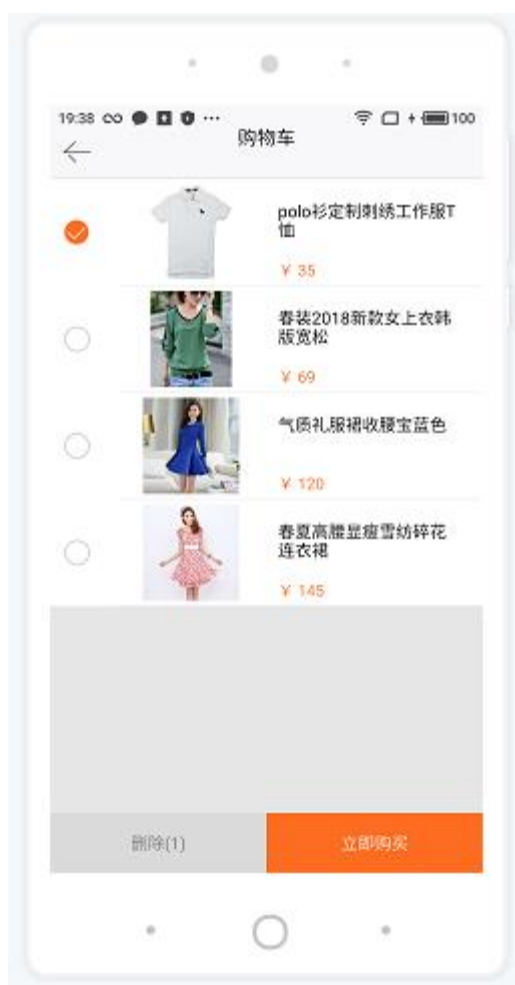 19:38 ··· 100
购物车
polo衫定制刺绣工作服T
恤
¥ 35
春装2018新款女上衣韩
版宽松
¥ 69
气质礼服裙收腰宝蓝色
¥ 120
春夏高腰显瘦雪纺碎花
连衣裙
¥ 145
删除(1)
立即购买